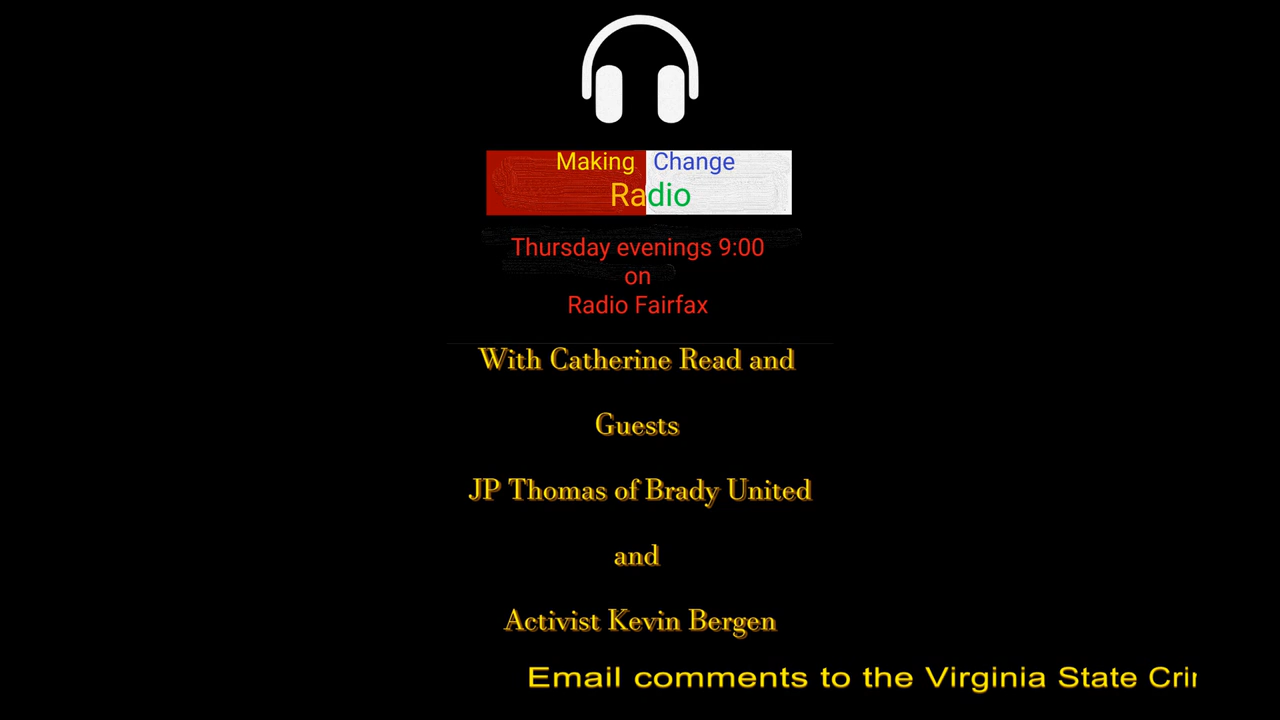 Making Change
Radio
Thursday evenings 9:00
on
Radio Fairfax
With Catherine Read and
Guests
JP Thomas of Brady United
and
Activist Kevin Bergen
Email comments to the Virginia State